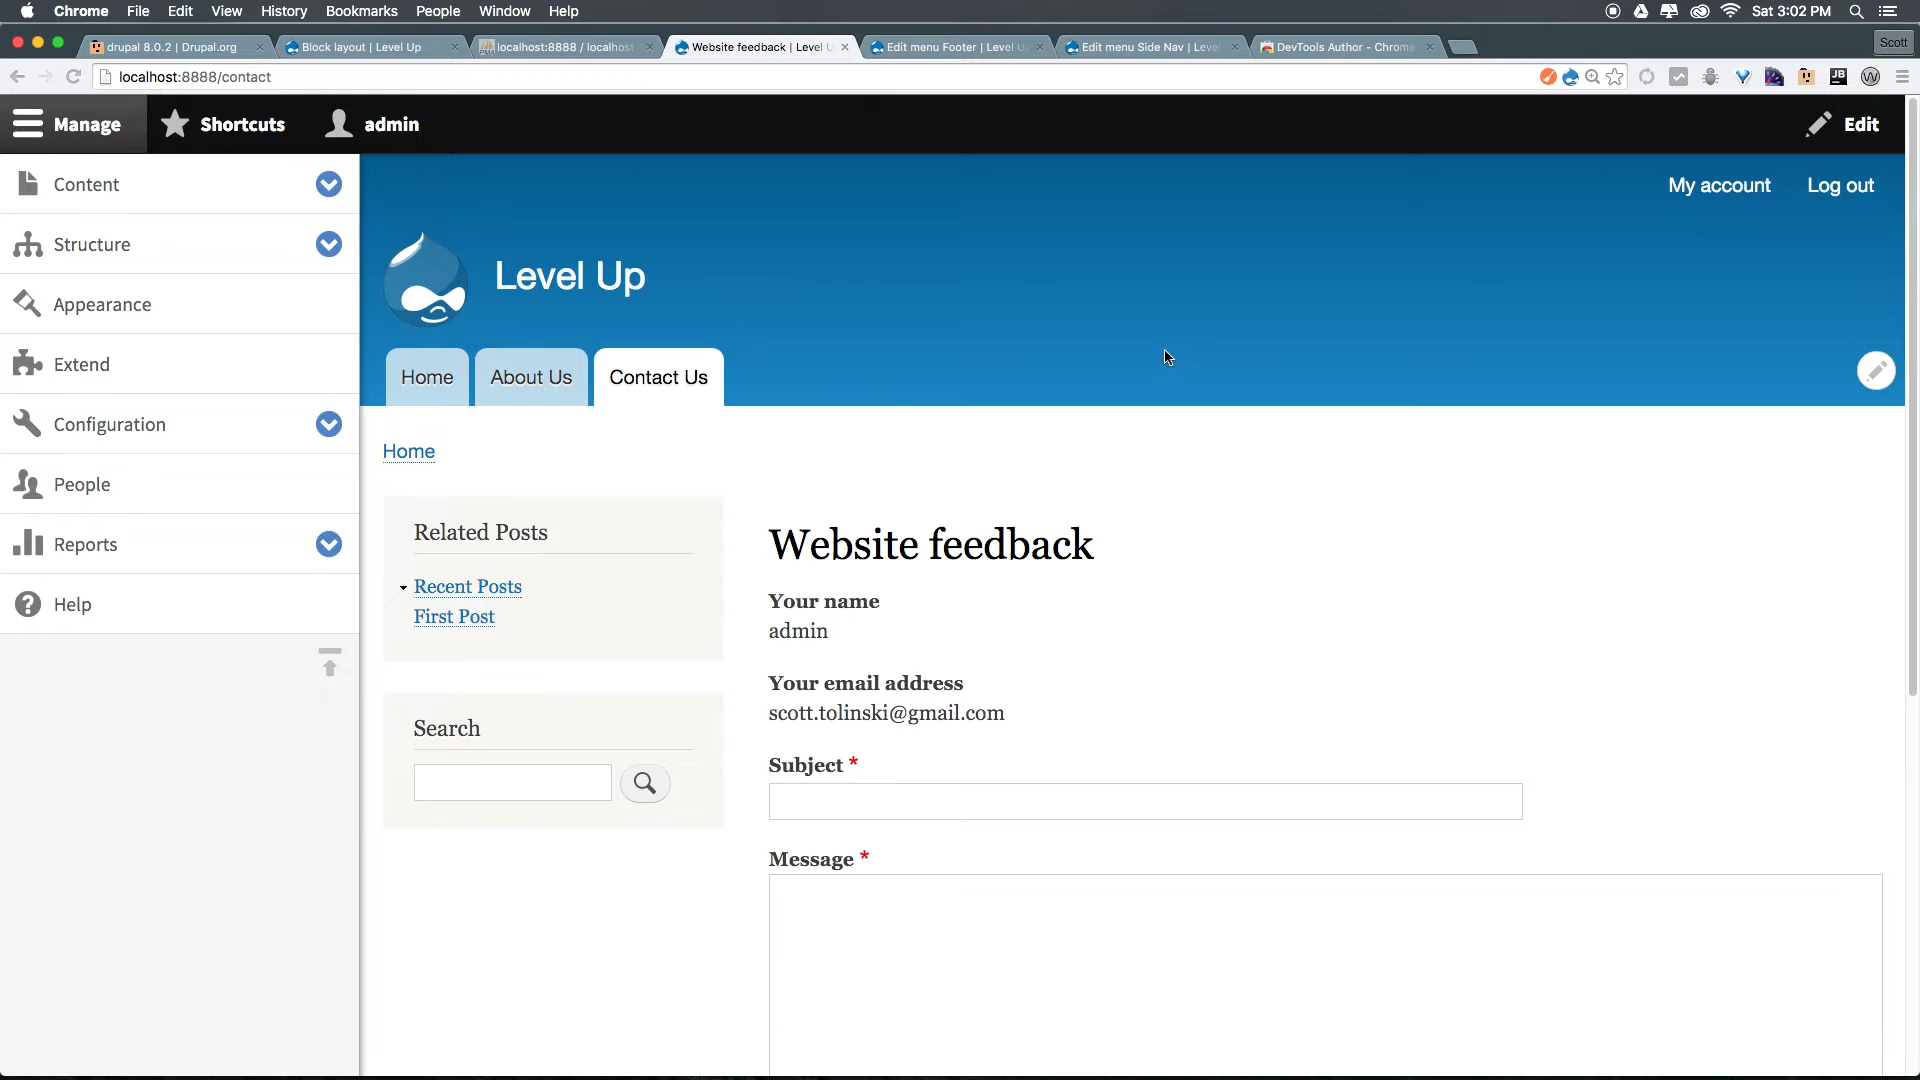 Chrome File Edit View History Bookmarks People Window Help Sat 3:02 PM
drupal 8.0.2 | Drupal.org Block layout | Level Up localhost:8888 / localhost Website feedback | Level U Edit menu Footer | Level U Edit menu Side Nav | Level DevTools Author - Chrome Scott
localhost:8888/contact JB
Manage Shortcuts admin Edit
Content
Structure
Appearance
Extend
Configuration
People
Reports
Help
My account Log out
Level Up
Home About Us Contact Us
Home
Related Posts
Recent Posts
First Post
Search
Website feedback
Your name
admin
Your email address
scott.tolinski@gmail.com
Subject *
Message *